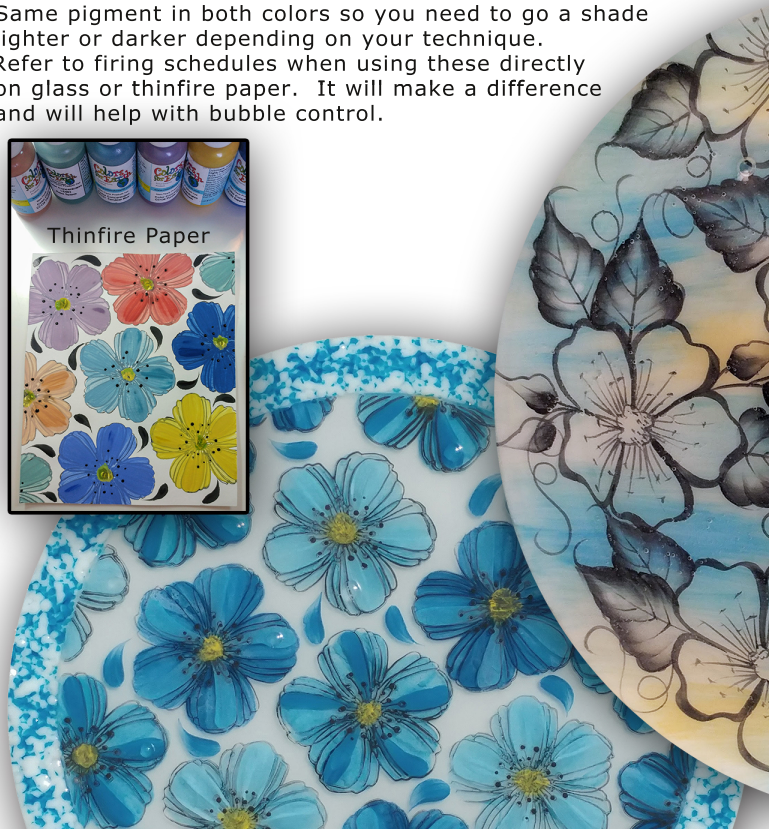 Same pigment in both colors so you need to go a shade
ighter or darker depending on your technique.
Refer to firing schedules when using these directly
on glass or thinfire paper. It will make a difference
and will help with bubble control.
Thinfire Paper